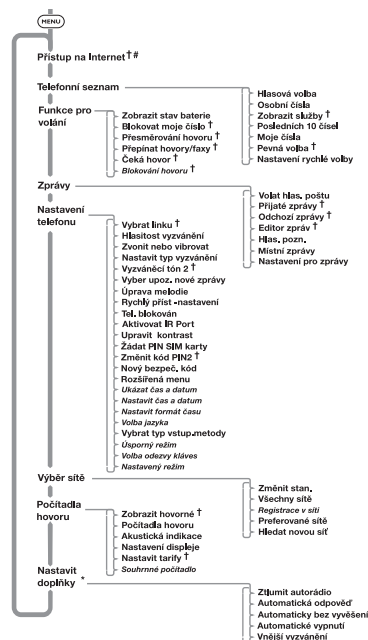 MENU
Přístup na Internet † #
Telefonní seznam
Hlasová volba
Osobní čísla
Zobrazit služby †
Posledních 10 čísel
Moje čísla
Pevná volba †
Nastavení rychlé volby
Funkce pro
volání
Zobrazit stav baterie
Blokovat moje číslo †
Přesměrování hovoru †
Přepínat hovory/faxy †
Čeká hovor †
Blokování hovoru †
Zprávy
Volat hlas. poštu
Přijaté zprávy †
Odchozí zprávy †
Editor zpráv †
Hlas. pozn.
Místní zprávy
Nastavení pro zprávy
Nastavení
telefonu
Vybrat linku †
Hlasitost vyzvánění
Zvonit nebo vibrovat
Nastavit typ vyzvánění
Vyzváněcí tón 2 †
Vyber upoz. nové zprávy
Úprava melodie
Rychlý příst -nastavení
Tel. blokován
Aktivovat IR Port
Upravit kontrast
Žádat PIN SIM karty
Změnit kód PIN2 †
Nový bezpeč. kód
Rozšířená menu
Ukázat čas a datum
Nastavit čas a datum
Nastavit formát času
Volba jazyka
Vybrat typ vstup.metody
Úsporný režim
Volba odezvy kláves
Nastavený režim
Výběr sítě
Změnit stan.
Všechny sítě
Registrace v síti
Preferované sítě
Hledat novou síť
Počítadla
hovoru
Zobrazit hovorné †
Počítadla hovoru
Akustická indikace
Nastavení displeje
Nastavit tarify †
Souhrnné počítadlo
Nastavit
doplňky *
Ztlumit autorádio
Automatická odpověď
Automaticky bez vyvěšení
Automatické vypnutí
Vnější vyzvánění